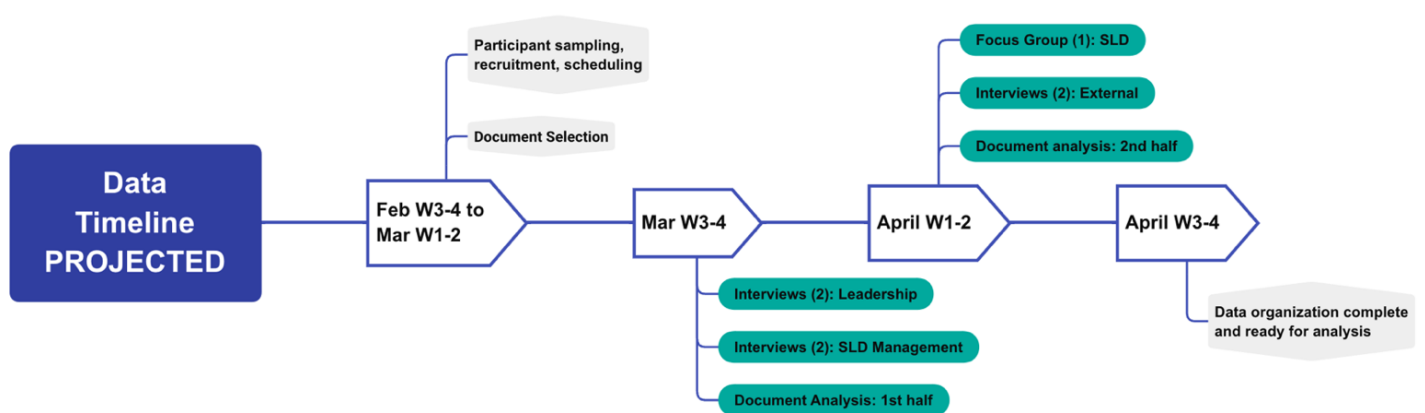 Data
Timeline
PROJECTED
Participant sampling,
recruitment, scheduling
Document Selection
Feb W3-4 to
Mar W1-2
Mar W3-4
Interviews (2): Leadership
Interviews (2): SLD Management
Document Analysis: 1st half
Focus Group (1): SLD
Interviews (2): External
Document analysis: 2nd half
April W1-2
April W3-4
Data organization complete
and ready for analysis